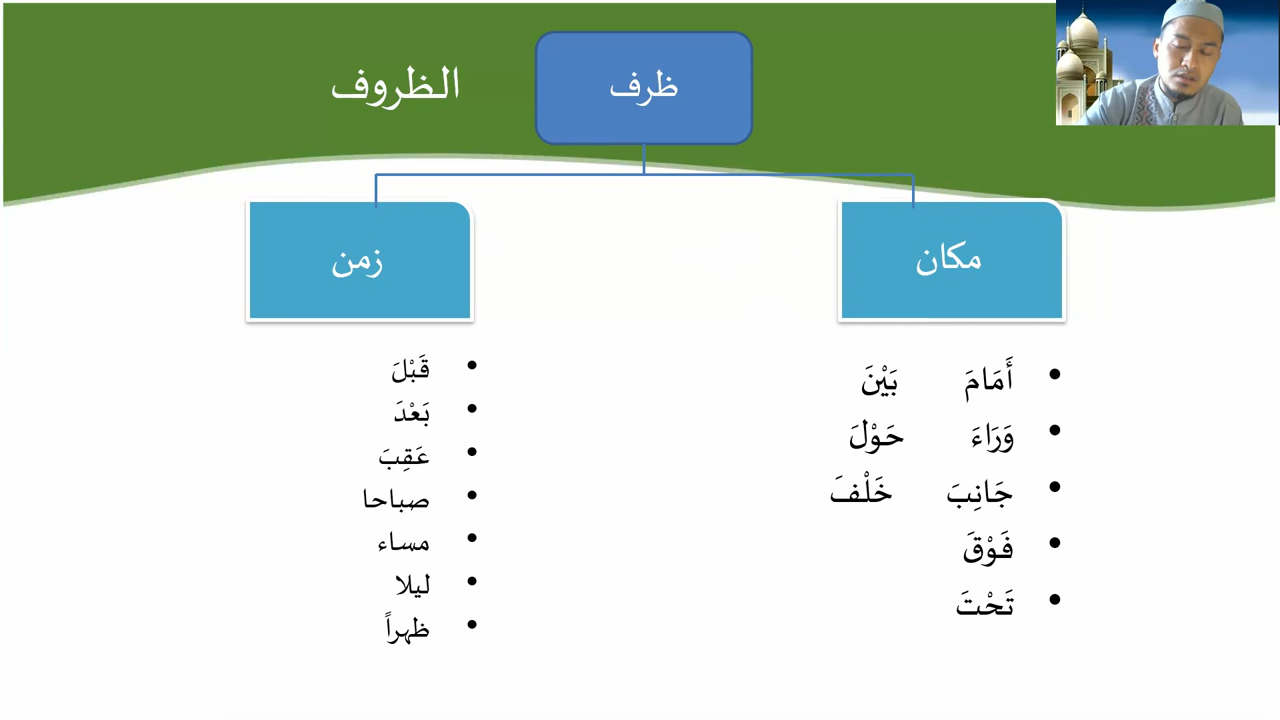 ظرف
الظروف
مكان
زمن
أَمَامَ بَيْنَ
وَرَاءَ حَوْلَ
جَانِبَ خَلْفَ
فَوْقَ
تَحْتَ
قَبْلَ
بَعْدَ
عَقِبَ
صباحا
مساء
ليلا
ظهراً